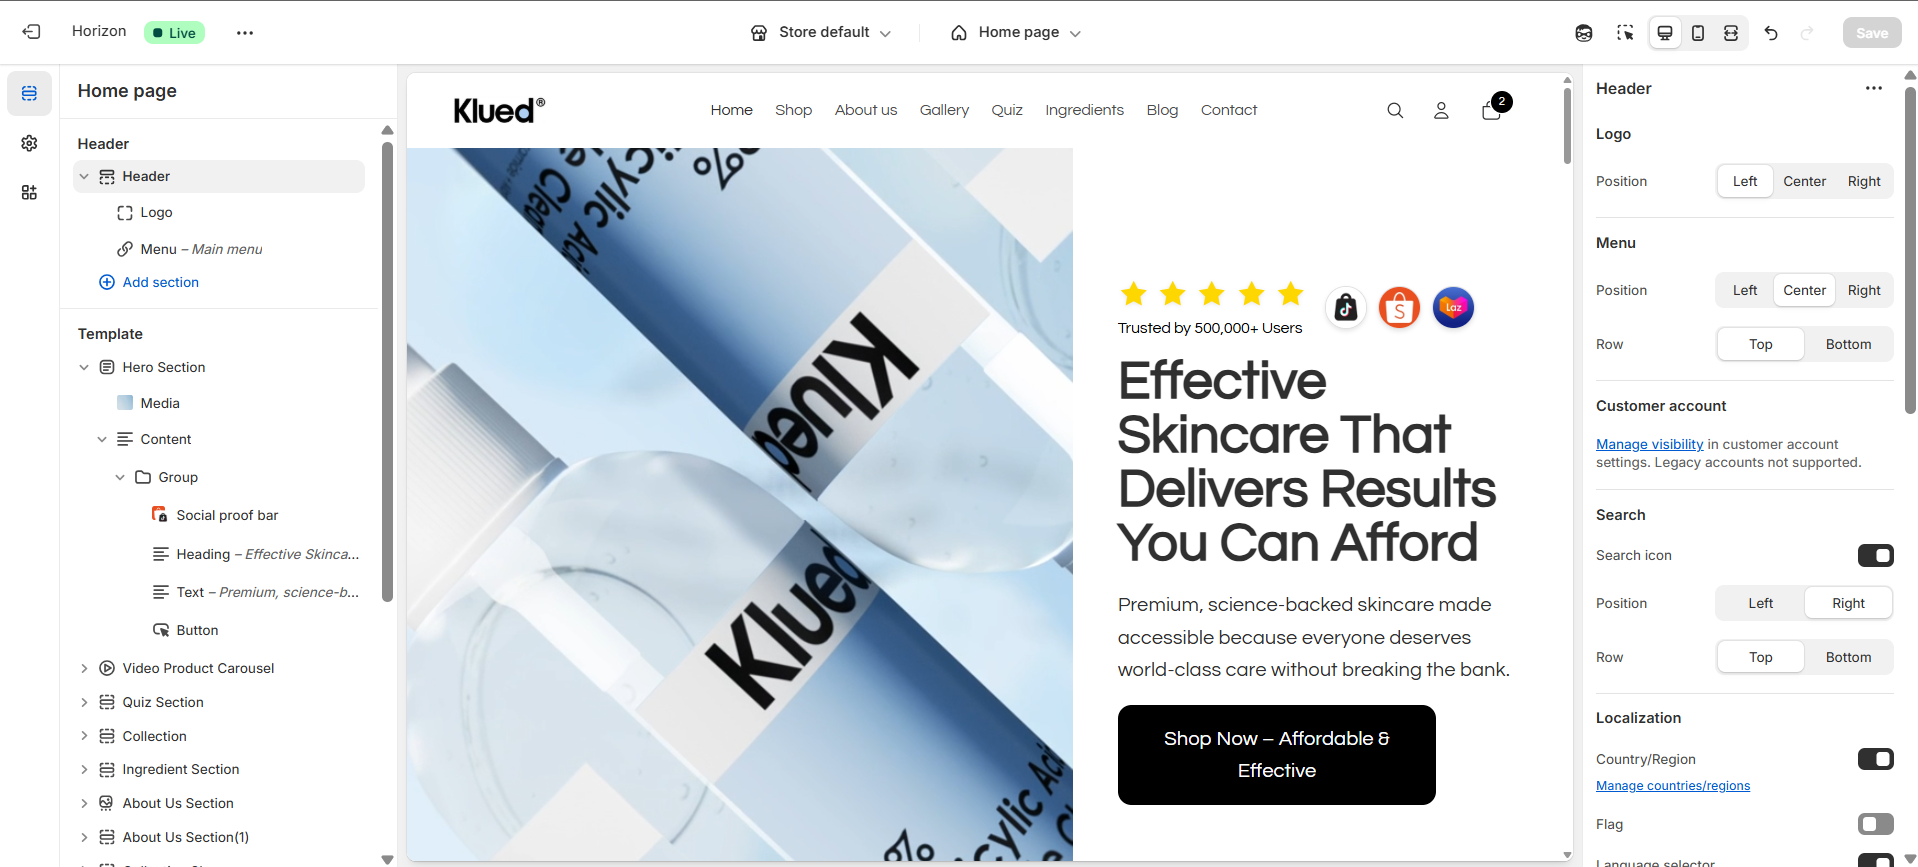 Horizon
Live
Store default
Home page
Save
Home page
Header
Header
Logo
Menu – Main menu
Add section
Template
Hero Section
Media
Content
Group
Social proof bar
Heading – Effective Skinca...
Text – Premium, science-b...
Button
Video Product Carousel
Quiz Section
Collection
Ingredient Section
About Us Section
About Us Section(1)
Klued®
Home
Shop
About us
Gallery
Quiz
Ingredients
Blog
Contact
2
Klued
Klued
Trusted by 500,000+ Users
Laz
Effective
Skincare That
Delivers Results
You Can Afford
Premium, science-backed skincare made
accessible because everyone deserves
world-class care without breaking the bank.
Shop Now – Affordable &
Effective
Header
Logo
Position
Left
Center
Right
Menu
Position
Left
Center
Right
Row
Top
Bottom
Customer account
Manage visibility in customer account
settings. Legacy accounts not supported.
Search
Search icon
Position
Left
Right
Row
Top
Bottom
Localization
Country/Region
Manage countries/regions
Flag
Language selector